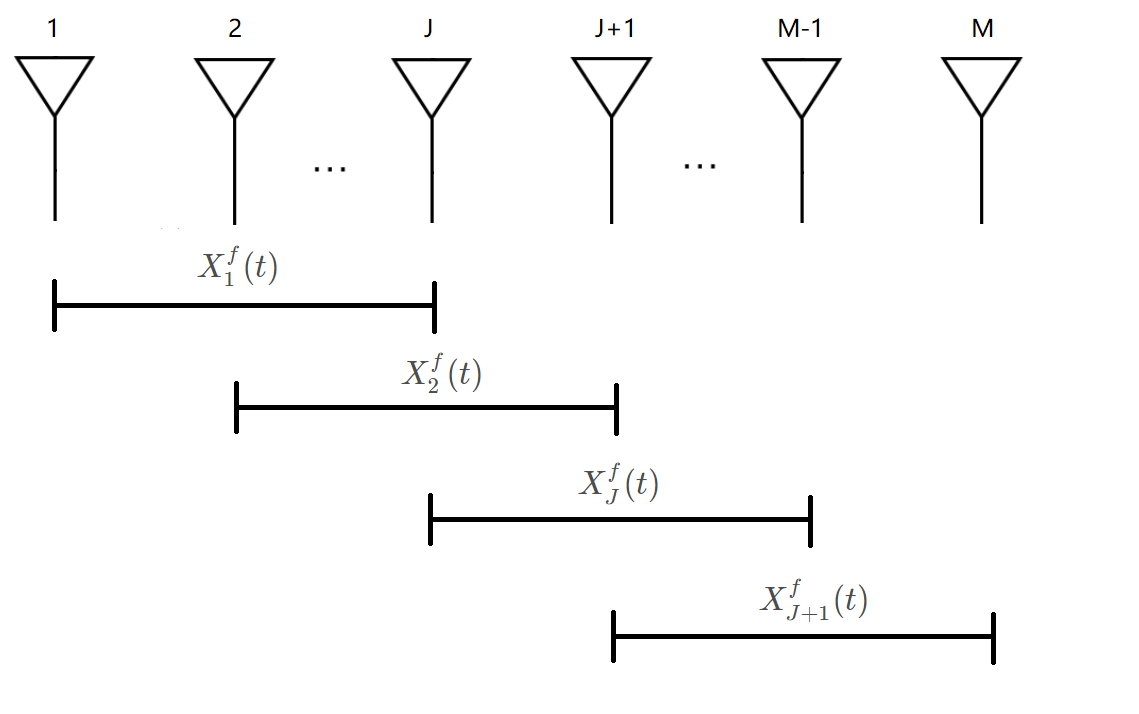 1 2 J J+1 M-1 M
... ...
X_1^f(t)
X_2^f(t)
X_J^f(t)
X_{J+1}^f(t)